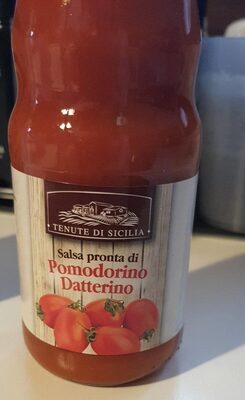 TENUTE DI SICILIA
Salsa pronta di
Pomodorino
Datterino